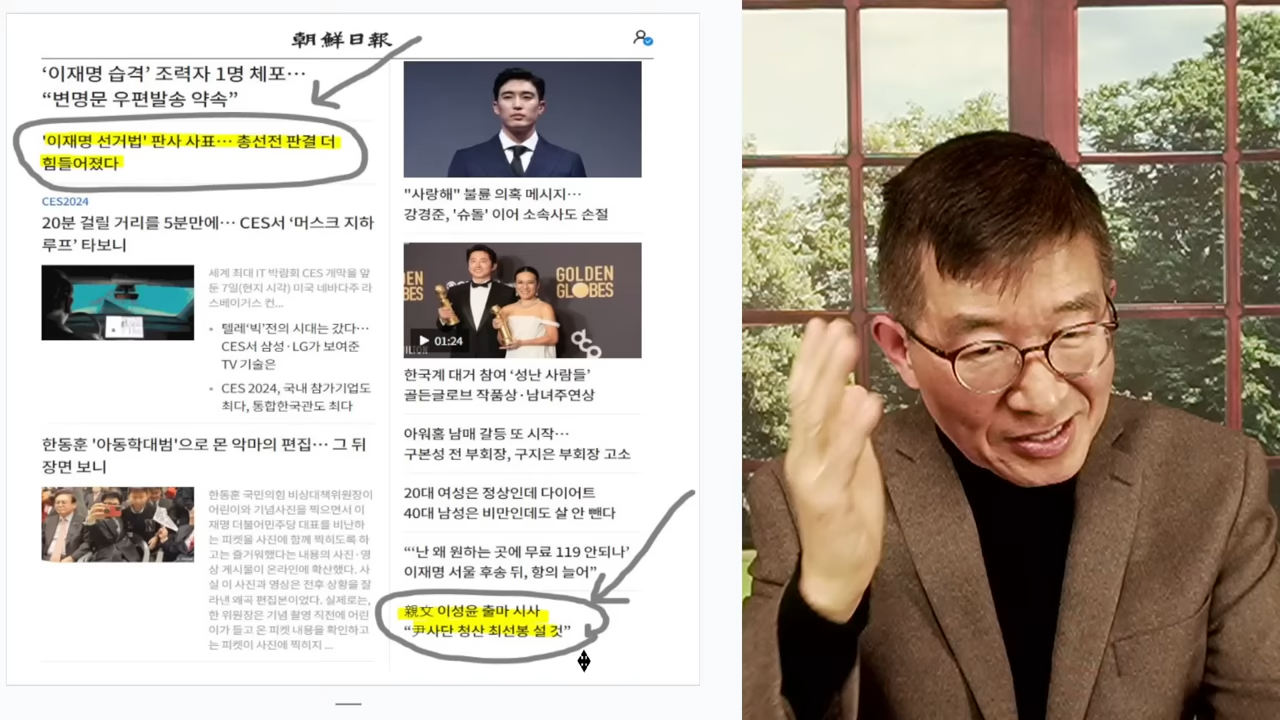 朝鮮日報
‘이재명 습격’ 조력자 1명 체포…
“변명문 우편발송 약속”
'이재명 선거법' 판사 사표… 총선전 판결 더
힘들어졌다
CES2024
20분 걸릴 거리를 5분만에… CES서 ‘머스크 지하
루프’ 타보니
세계 최대 IT 박람회 CES 개막을 앞
둔 7일(현지 시각) 미국 네바다주 라
스베이거스 컨...
텔레‘빅’전의 시대는 갔다…
CES서 삼성·LG가 보여준
TV 기술은
CES 2024, 국내 참가기업도
최다, 통합한국관도 최다
한동훈 '아동학대범'으로 몬 악마의 편집… 그 뒤
장면 보니
한동훈 국민의힘 비상대책위원장이
어린이와 기념사진을 찍으면서 이
재명 더불어민주당 대표를 비난하
는 피켓을 사진에 함께 찍히도록 하
고는 즐거워했다는 내용의 사진·영
상 게시물이 온라인에 확산했다. 사
실 이 사진과 영상은 전후 상황을 잘
라낸 왜곡 편집본이었다. 실제로는,
한 위원장은 기념 촬영 직전에 어린
이가 들고 온 피켓 내용을 확인하고
는 피켓이 사진에 찍히지 ...
"사랑해" 불륜 의혹 메시지…
강경준, '슈돌' 이어 소속사도 손절
DEN
BES
GOLDEN
GLOBES
01:24
한국계 대거 참여 ‘성난 사람들’
골든글로브 작품상·남녀주연상
아워홈 남매 갈등 또 시작…
구본성 전 부회장, 구지은 부회장 고소
20대 여성은 정상인데 다이어트
40대 남성은 비만인데도 살 안 뺀다
“‘난 왜 원하는 곳에 무료 119 안되나’
이재명 서울 후송 뒤, 항의 늘어”
親文 이성윤 출마 시사
“尹사단 청산 최선봉 설 것”